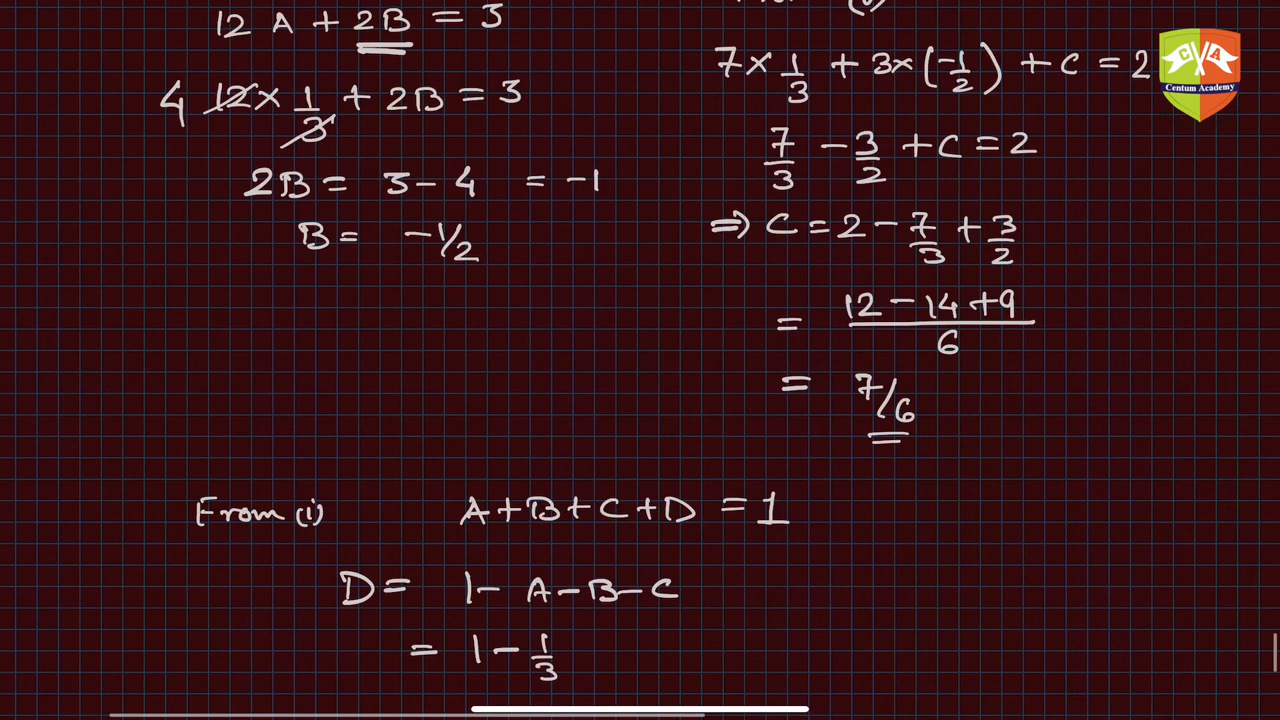 12 A + 2B = 3
4 12 × 1/3 + 2B = 3
2B = 3 - 4 = -1
B = -1/2
7 × 1/3 + 3 × (-1/2) + C = 2
7/3 - 3/2 + C = 2
⇒ C = 2 - 7/3 + 3/2
= (12 - 14 + 9)/6
= 7/6
From (i) A + B + C + D = 1
D = 1 - A - B - C
= 1 - 1/3
C A
Centum Academy